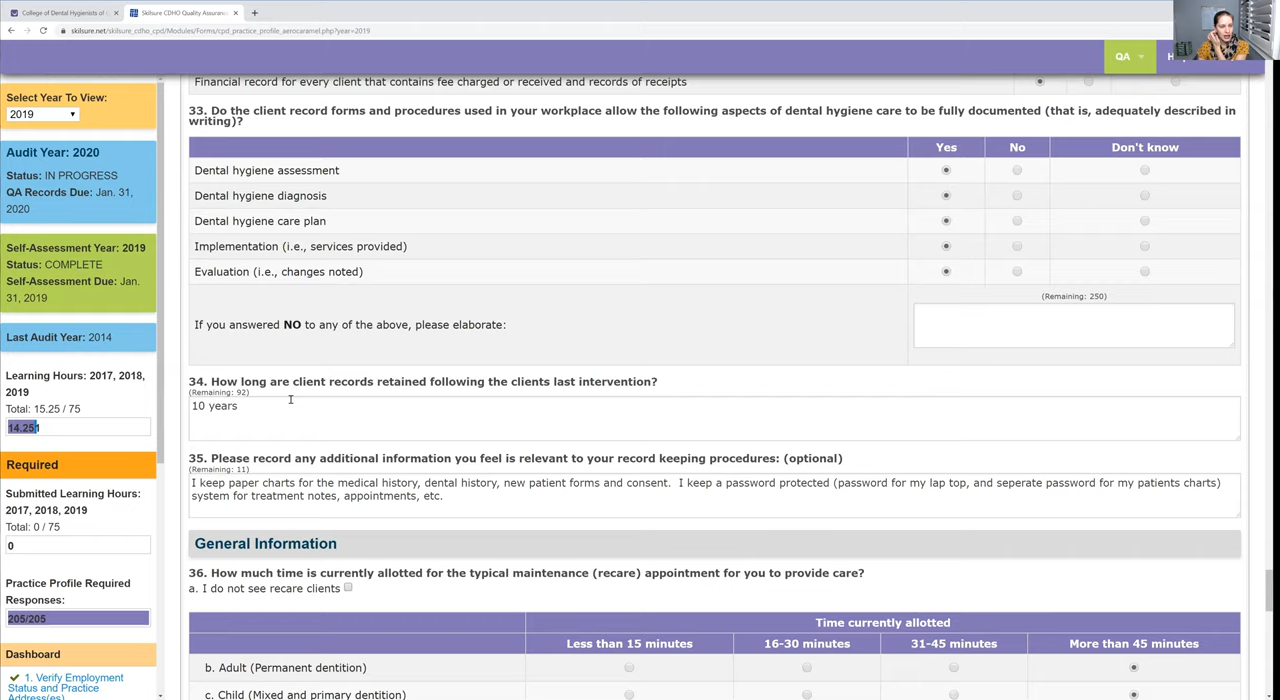 College of Dental Hygienists of
Skilsure CDHO Quality Assurance
skilsure.net/skilsure_cdho_cpd/Modules/Forms/cpd_practice_profile_aerocaramel.php?year=2019
QA
Select Year To View:
2019
Audit Year: 2020
Status: IN PROGRESS
QA Records Due: Jan. 31,
2020
Self-Assessment Year: 2019
Status: COMPLETE
Self-Assessment Due: Jan.
31, 2019
Last Audit Year: 2014
Learning Hours: 2017, 2018,
2019
Total: 15.25 / 75
14.251
Required
Submitted Learning Hours:
2017, 2018, 2019
Total: 0 / 75
0
Practice Profile Required
Responses:
205/205
Dashboard
1. Verify Employment
Status and Practice
Address(es)
Financial record for every client that contains fee charged or received and records of receipts
33. Do the client record forms and procedures used in your workplace allow the following aspects of dental hygiene care to be fully documented (that is, adequately described in
writing)?
Yes No Don't know
Dental hygiene assessment
Dental hygiene diagnosis
Dental hygiene care plan
Implementation (i.e., services provided)
Evaluation (i.e., changes noted)
(Remaining: 250)
If you answered NO to any of the above, please elaborate:
34. How long are client records retained following the clients last intervention?
(Remaining: 92)
10 years
35. Please record any additional information you feel is relevant to your record keeping procedures: (optional)
(Remaining: 11)
I keep paper charts for the medical history, dental history, new patient forms and consent. I keep a password protected (password for my lap top, and seperate password for my patients charts)
system for treatment notes, appointments, etc.
General Information
36. How much time is currently allotted for the typical maintenance (recare) appointment for you to provide care?
a. I do not see recare clients
Time currently allotted
Less than 15 minutes 16-30 minutes 31-45 minutes More than 45 minutes
b. Adult (Permanent dentition)
c. Child (Mixed and primary dentition)